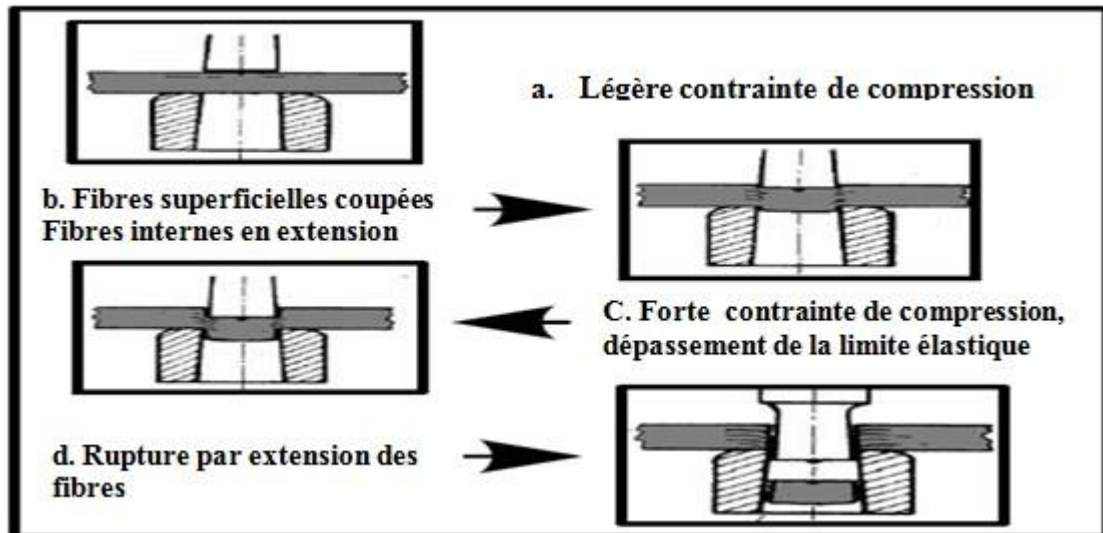 a. Légère contrainte de compression
b. Fibres superficielles coupées
Fibres internes en extension
C. Forte contrainte de compression,
dépassement de la limite élastique
d. Rupture par extension des
fibres